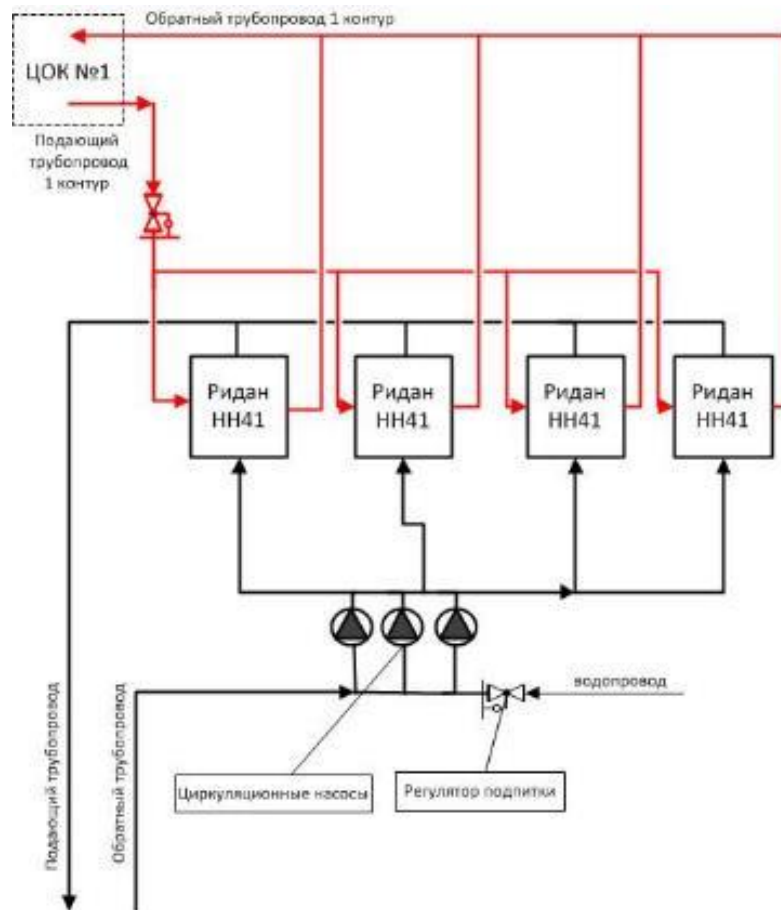 Обратный трубопровод 1 контур
ЦОК №1
Подающий
трубопровод
1 контур
Ридан
НН41
Ридан
НН41
Ридан
НН41
Ридан
НН41
водопровод
Подающий трубопровод
Обратный трубопровод
Циркуляционные насосы
Регулятор подпитки